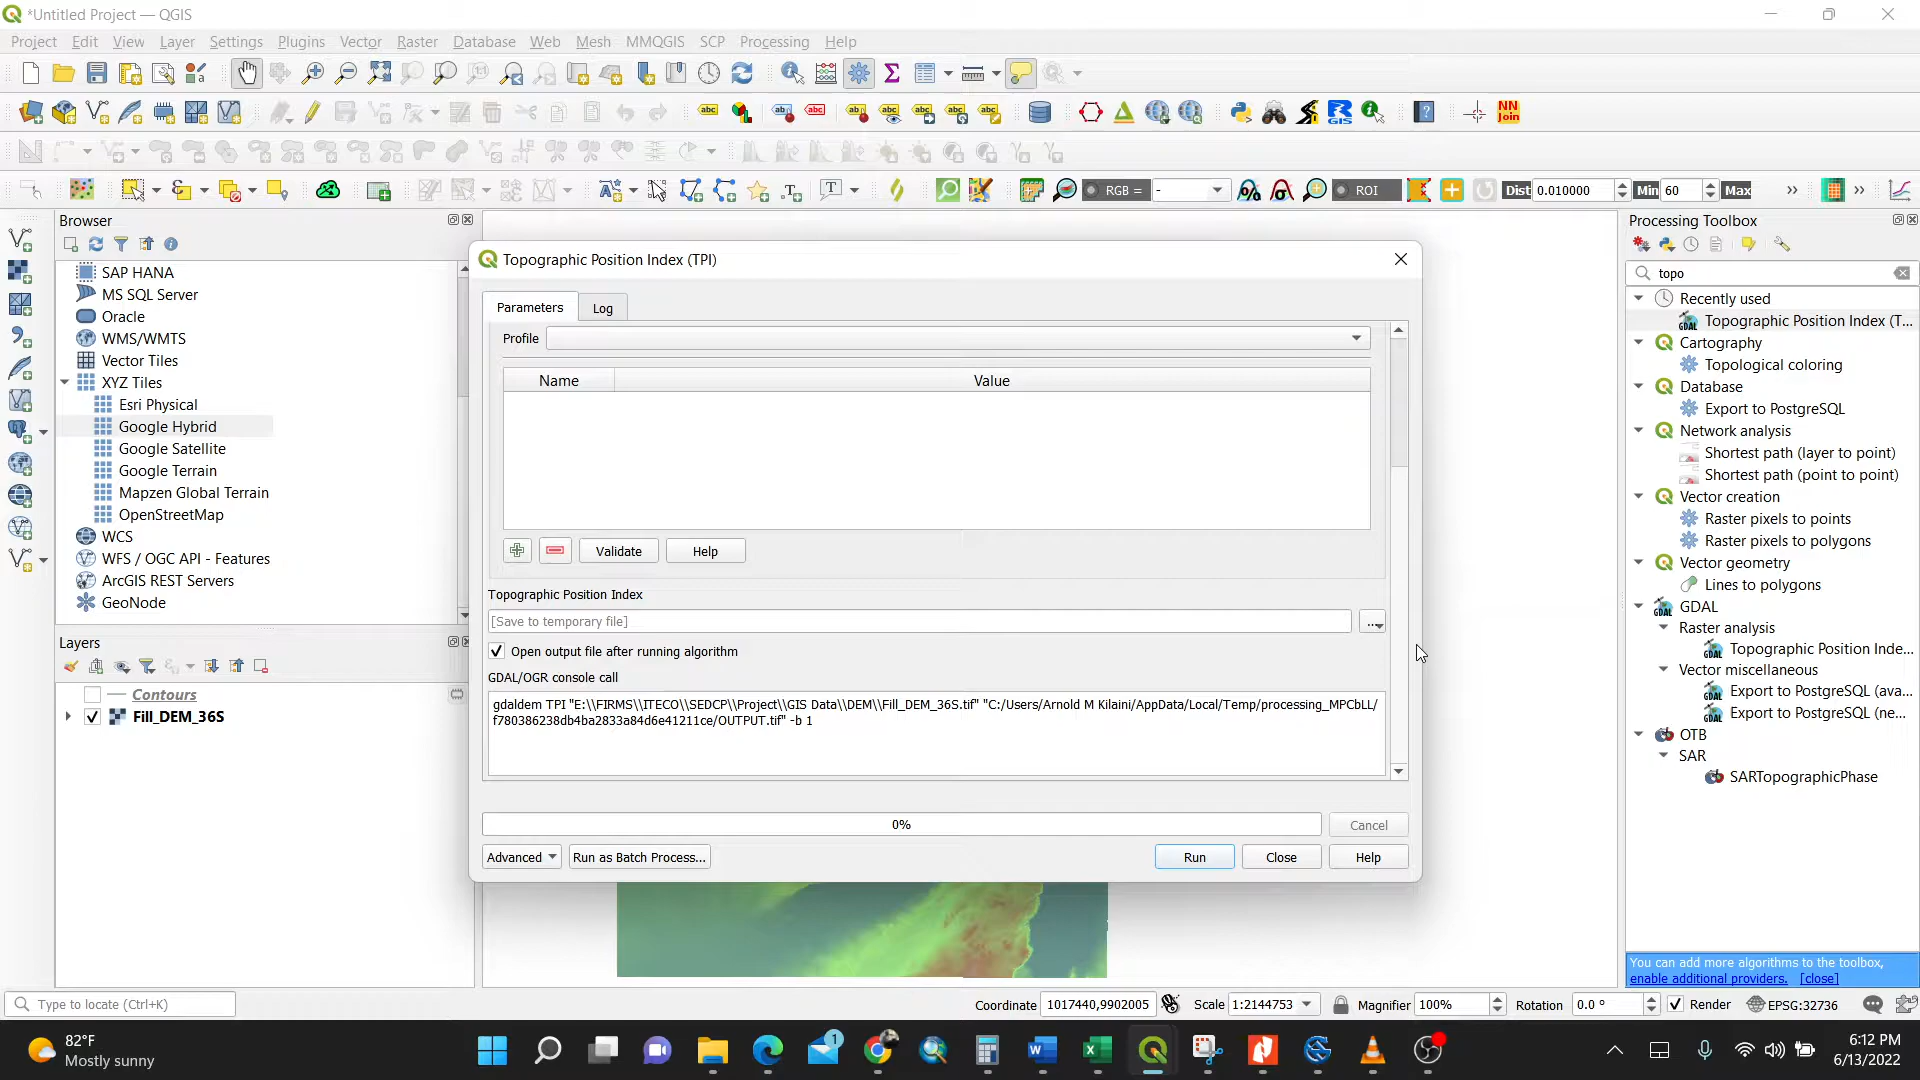 *Untitled Project — QGIS
Project Edit View Layer Settings Plugins Vector Raster Database Web Mesh MMQGIS SCP Processing Help
abc abc abc abc abc abc abc abc NN Join
RGB = - ROI Dist 0.010000 Min 60 Max
Browser
SAP HANA
MS SQL Server
Oracle
WMS/WMTS
Vector Tiles
XYZ Tiles
Esri Physical
Google Hybrid
Google Satellite
Google Terrain
Mapzen Global Terrain
OpenStreetMap
WCS
WFS / OGC API - Features
ArcGIS REST Servers
GeoNode
Layers
Contours
Fill_DEM_36S
Topographic Position Index (TPI)
Parameters Log
Profile
Name Value
Validate Help
Topographic Position Index
[Save to temporary file] ...
Open output file after running algorithm
GDAL/OGR console call
gdaldem TPI "E:\\FIRMS\\ITECO\\SEDCP\\Project\\GIS Data\\DEM\\Fill_DEM_36S.tif" "C:/Users/Arnold M Kilaini/AppData/Local/Temp/processing_MPCbLL/
f780386238db4ba2833a84d6e41211ce/OUTPUT.tif" -b 1
0% Cancel
Advanced Run as Batch Process... Run Close Help
Processing Toolbox
topo
Recently used
Topographic Position Index (T...
Cartography
Topological coloring
Database
Export to PostgreSQL
Network analysis
Shortest path (layer to point)
Shortest path (point to point)
Vector creation
Raster pixels to points
Raster pixels to polygons
Vector geometry
Lines to polygons
GDAL
Raster analysis
Topographic Position Inde...
Vector miscellaneous
Export to PostgreSQL (ava...
Export to PostgreSQL (ne...
OTB
SAR
SARTopographicPhase
You can add more algorithms to the toolbox,
enable additional providers. [close]
Type to locate (Ctrl+K) Coordinate 1017440,9902005 Scale 1:2144753 Magnifier 100% Rotation 0.0 ° Render EPSG:32736
82°F
Mostly sunny
1
6:12 PM
6/13/2022